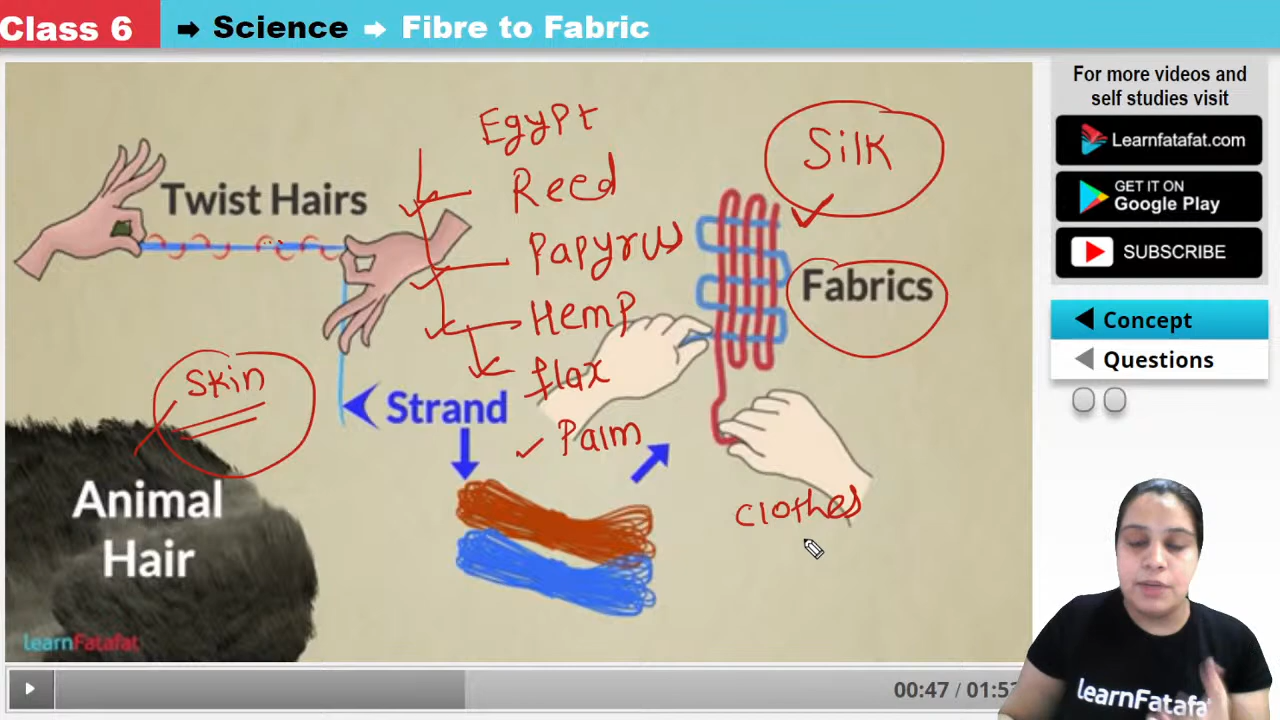 Class 6
➡ Science ➡ Fibre to Fabric
For more videos and
self studies visit
Learnfatafat.com
GET IT ON
Google Play
SUBSCRIBE
Concept
Questions
Egypt
Silk
Twist Hairs
Reed
Papyrus
Fabrics
Hemp
flax
Skin
Strand
Palm
Animal
Hair
clothes
learnFatafat
00:47 / 01:53
learnFatafat